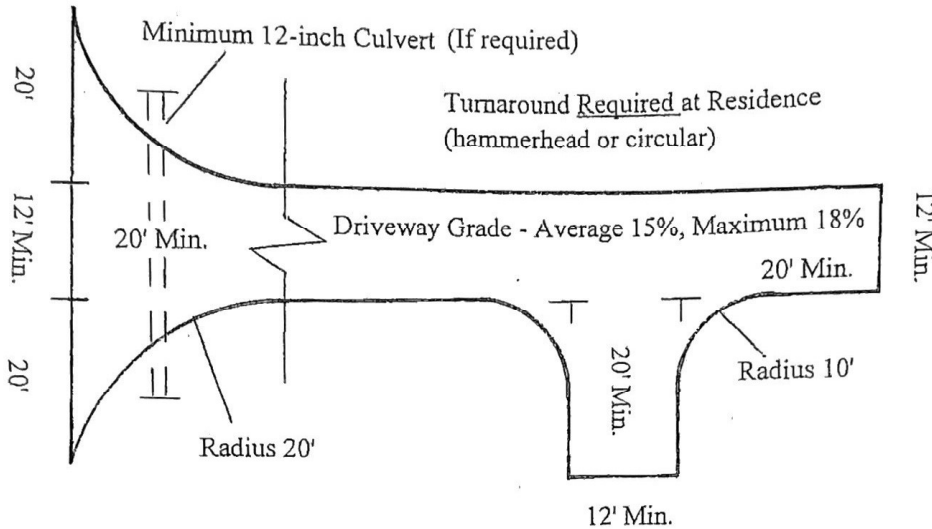 Minimum 12-inch Culvert (If required)
20'
Turnaround Required at Residence
(hammerhead or circular)
12' Min.
20' Min.
Driveway Grade - Average 15%, Maximum 18%
12' Min.
20' Min.
20'
20' Min.
Radius 10'
Radius 20'
12' Min.